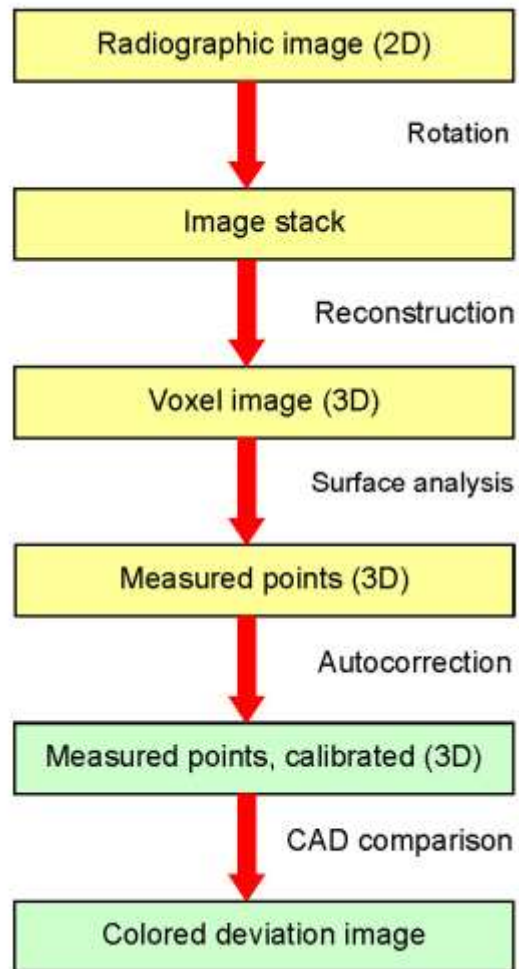 Radiographic image (2D)
Rotation
Image stack
Reconstruction
Voxel image (3D)
Surface analysis
Measured points (3D)
Autocorrection
Measured points, calibrated (3D)
CAD comparison
Colored deviation image